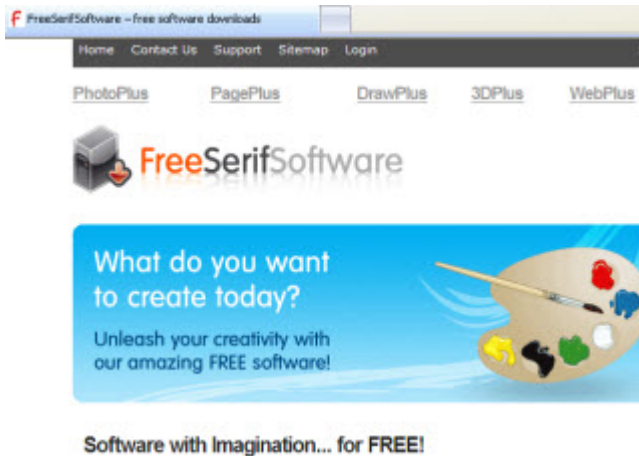 FreeSerifSoftware – free software downloads
Home Contact Us Support Sitemap Login
PhotoPlus PagePlus DrawPlus 3DPlus WebPlus
FreeSerifSoftware
What do you want
to create today?
Unleash your creativity with
our amazing FREE software!
Software with Imagination... for FREE!